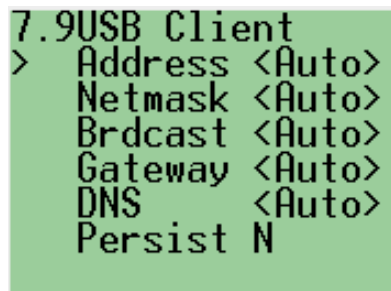 7.9USB Client
> Address <Auto>
Netmask <Auto>
Brdcast <Auto>
Gateway <Auto>
DNS <Auto>
Persist N